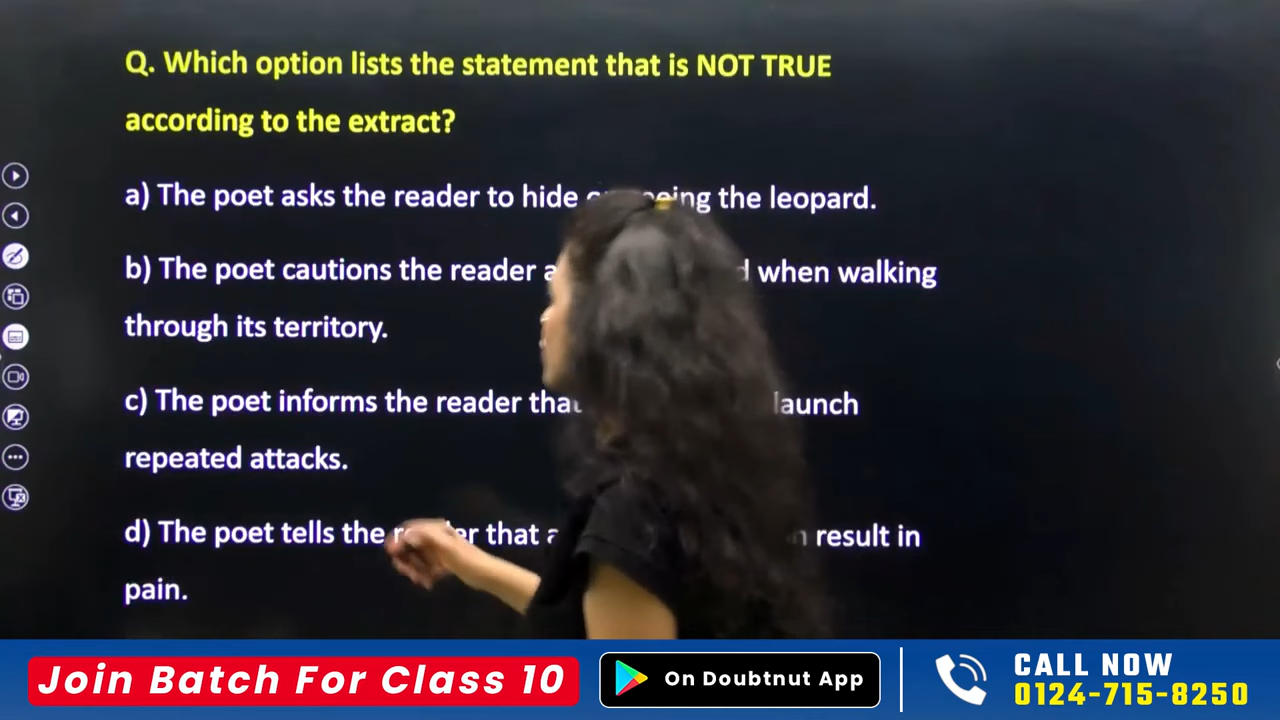 Q. Which option lists the statement that is NOT TRUE
according to the extract?
a) The poet asks the reader to hide the leopard.
b) The poet cautions the reader when walking
through its territory.
c) The poet informs the reader that launch
repeated attacks.
d) The poet tells the that result in
pain.
Join Batch For Class 10
On Doubtnut App
CALL NOW
0124-715-8250